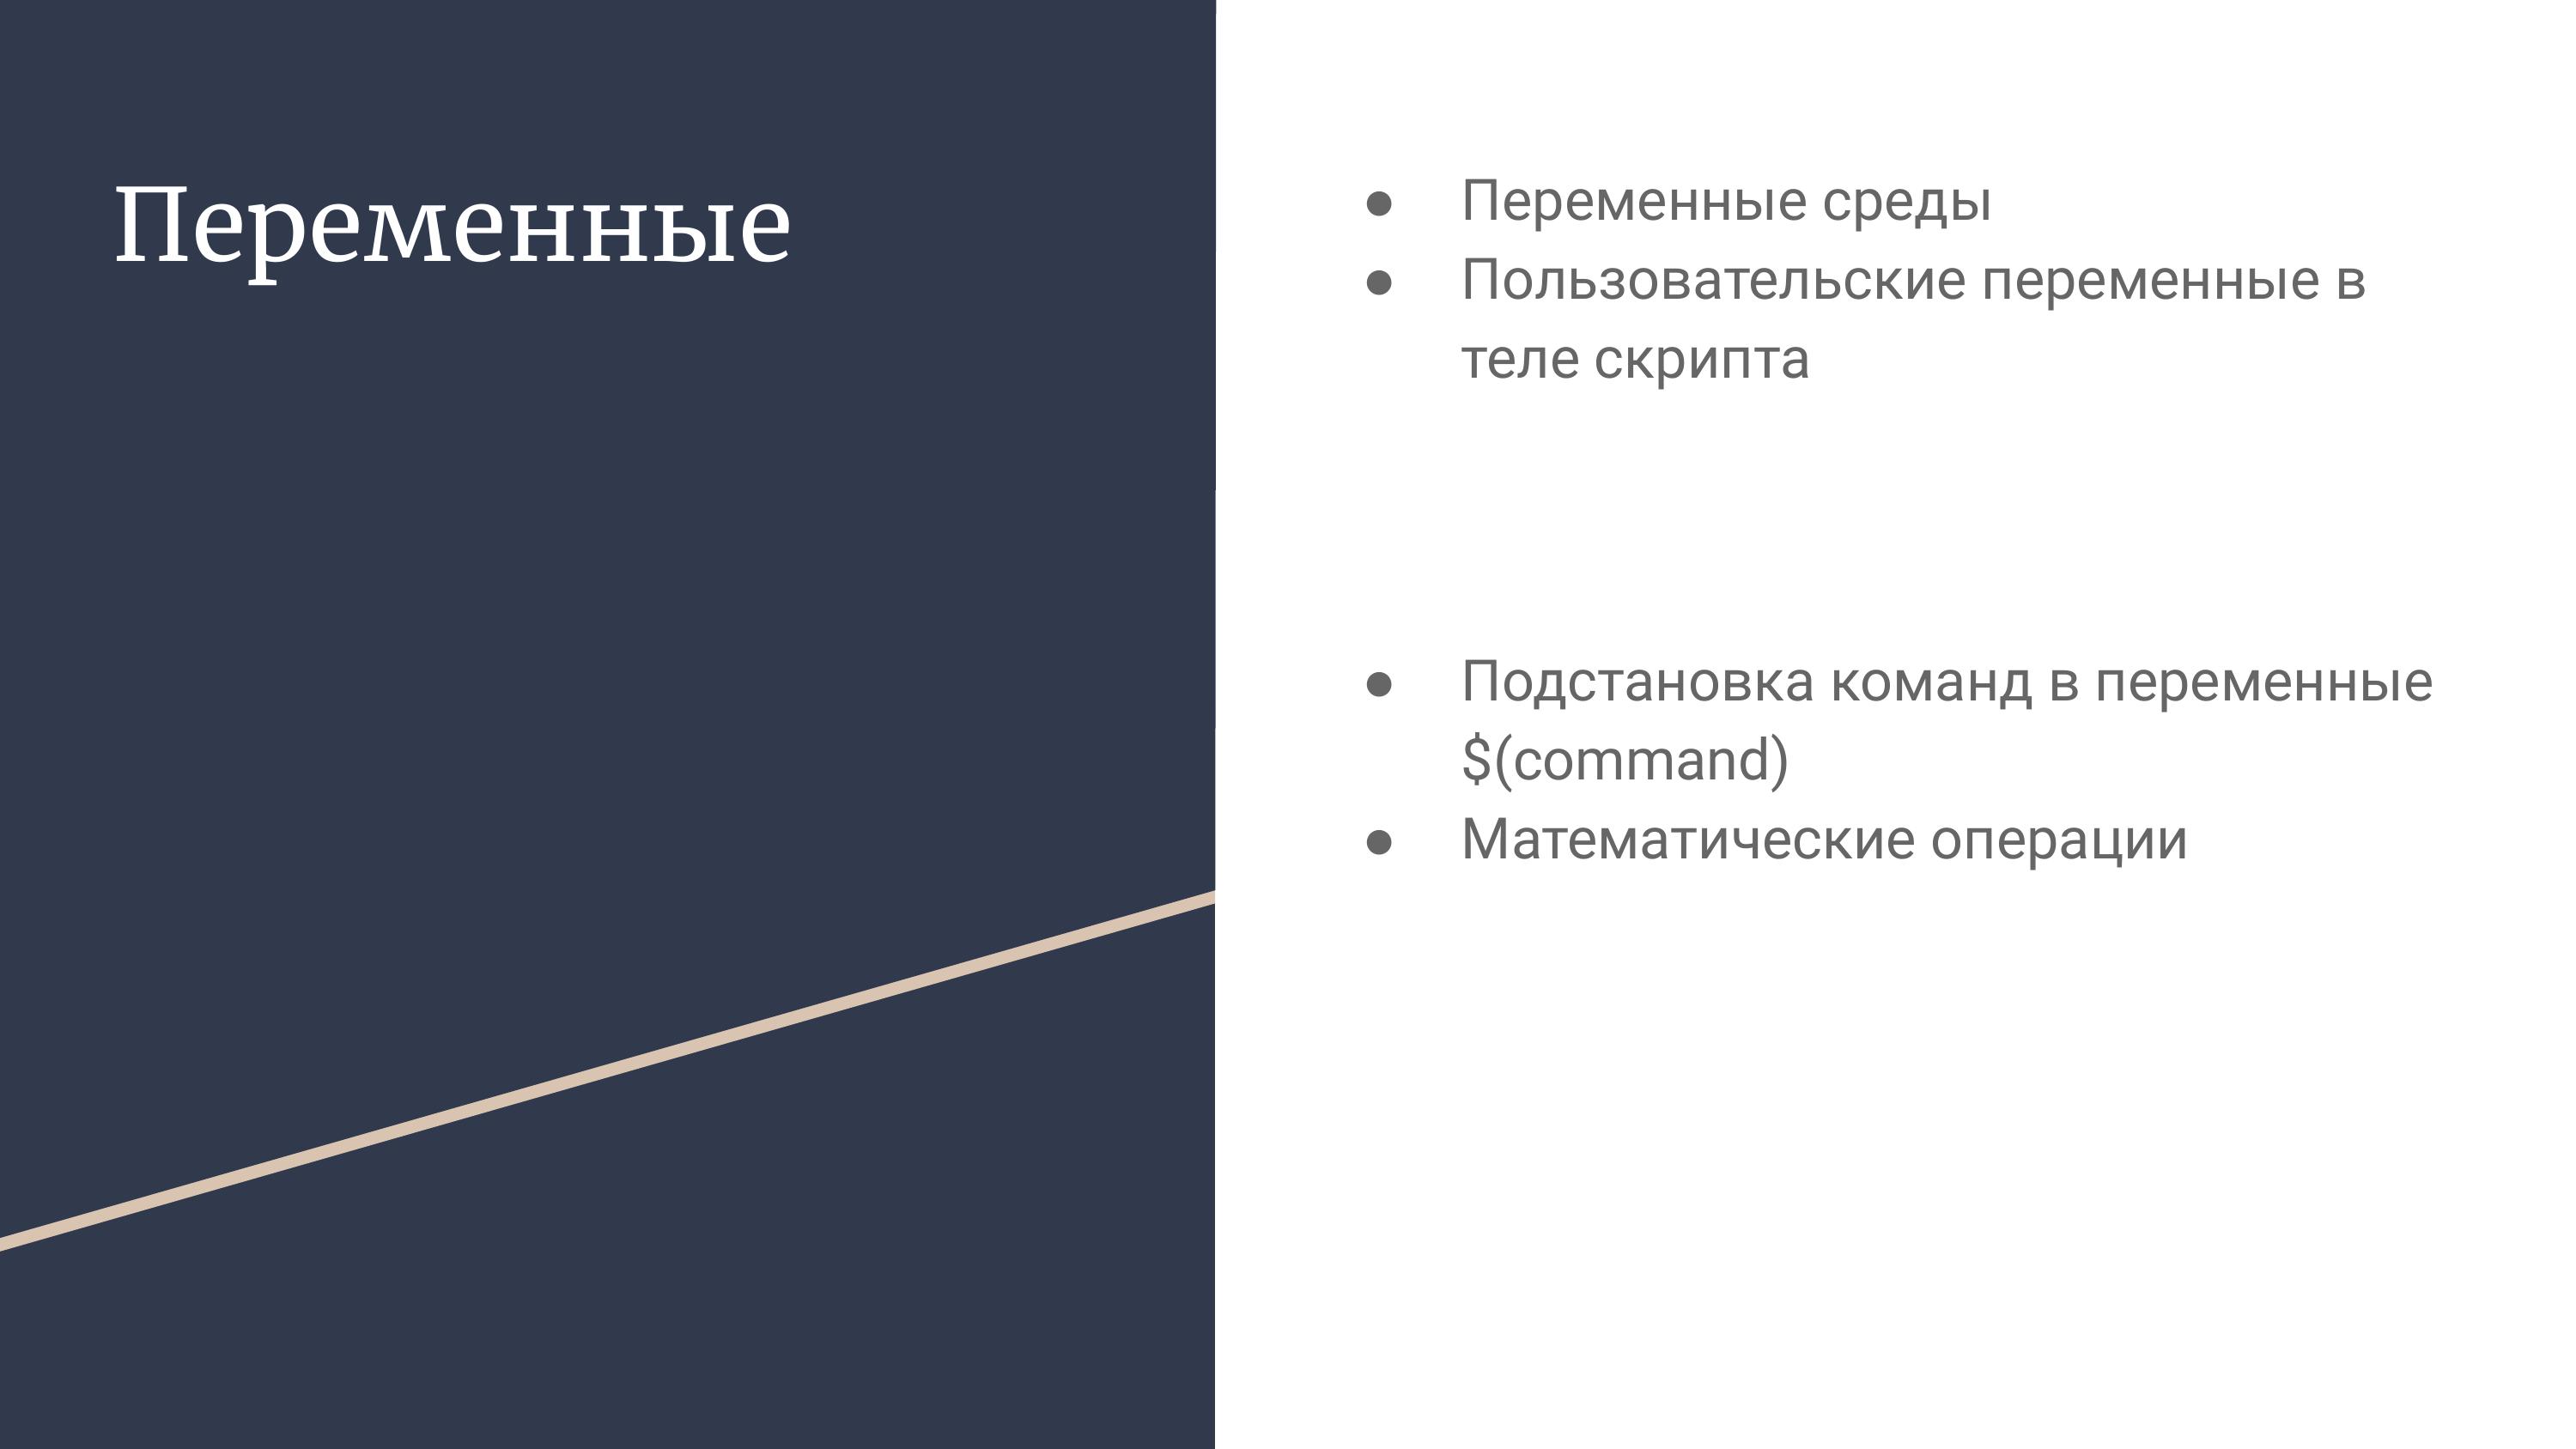 Переменные
● Переменные среды
● Пользовательские переменные в
теле скрипта
● Подстановка команд в переменные
$(command)
● Математические операции